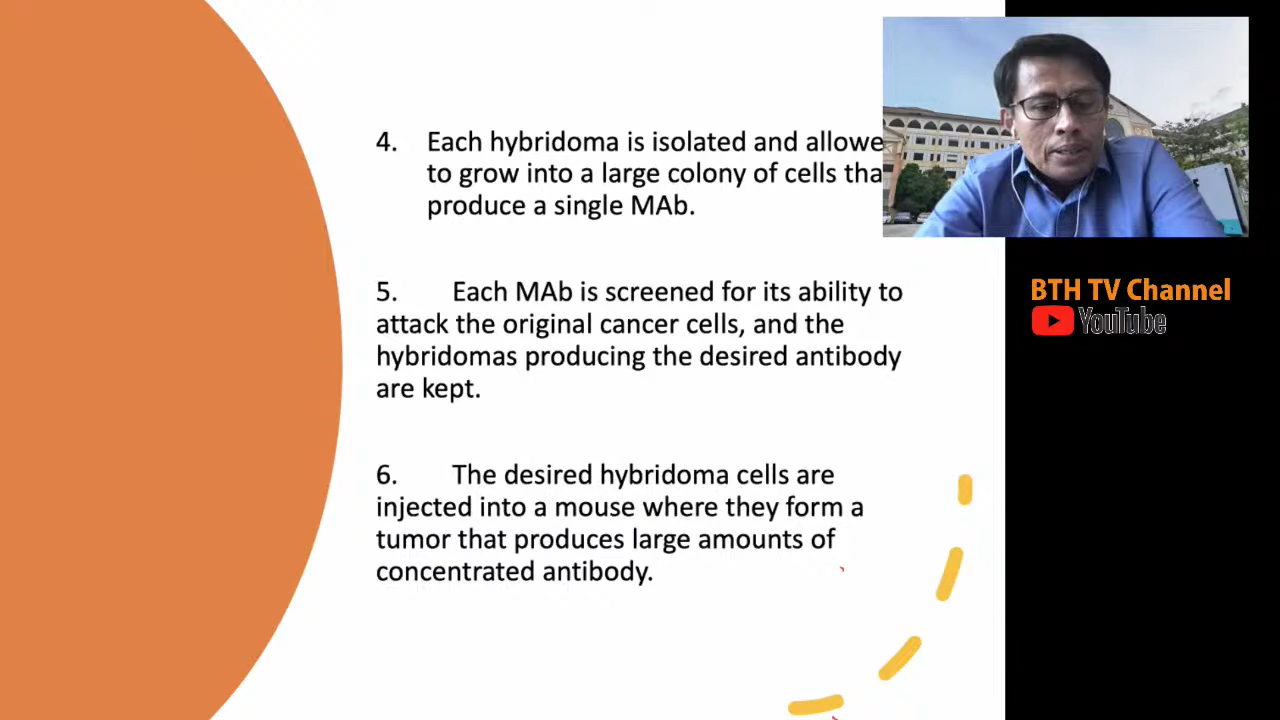 4. Each hybridoma is isolated and allowe
to grow into a large colony of cells tha
produce a single MAb.
5. Each MAb is screened for its ability to
attack the original cancer cells, and the
hybridomas producing the desired antibody
are kept.
6. The desired hybridoma cells are
injected into a mouse where they form a
tumor that produces large amounts of
concentrated antibody.
BTH TV Channel
YouTube